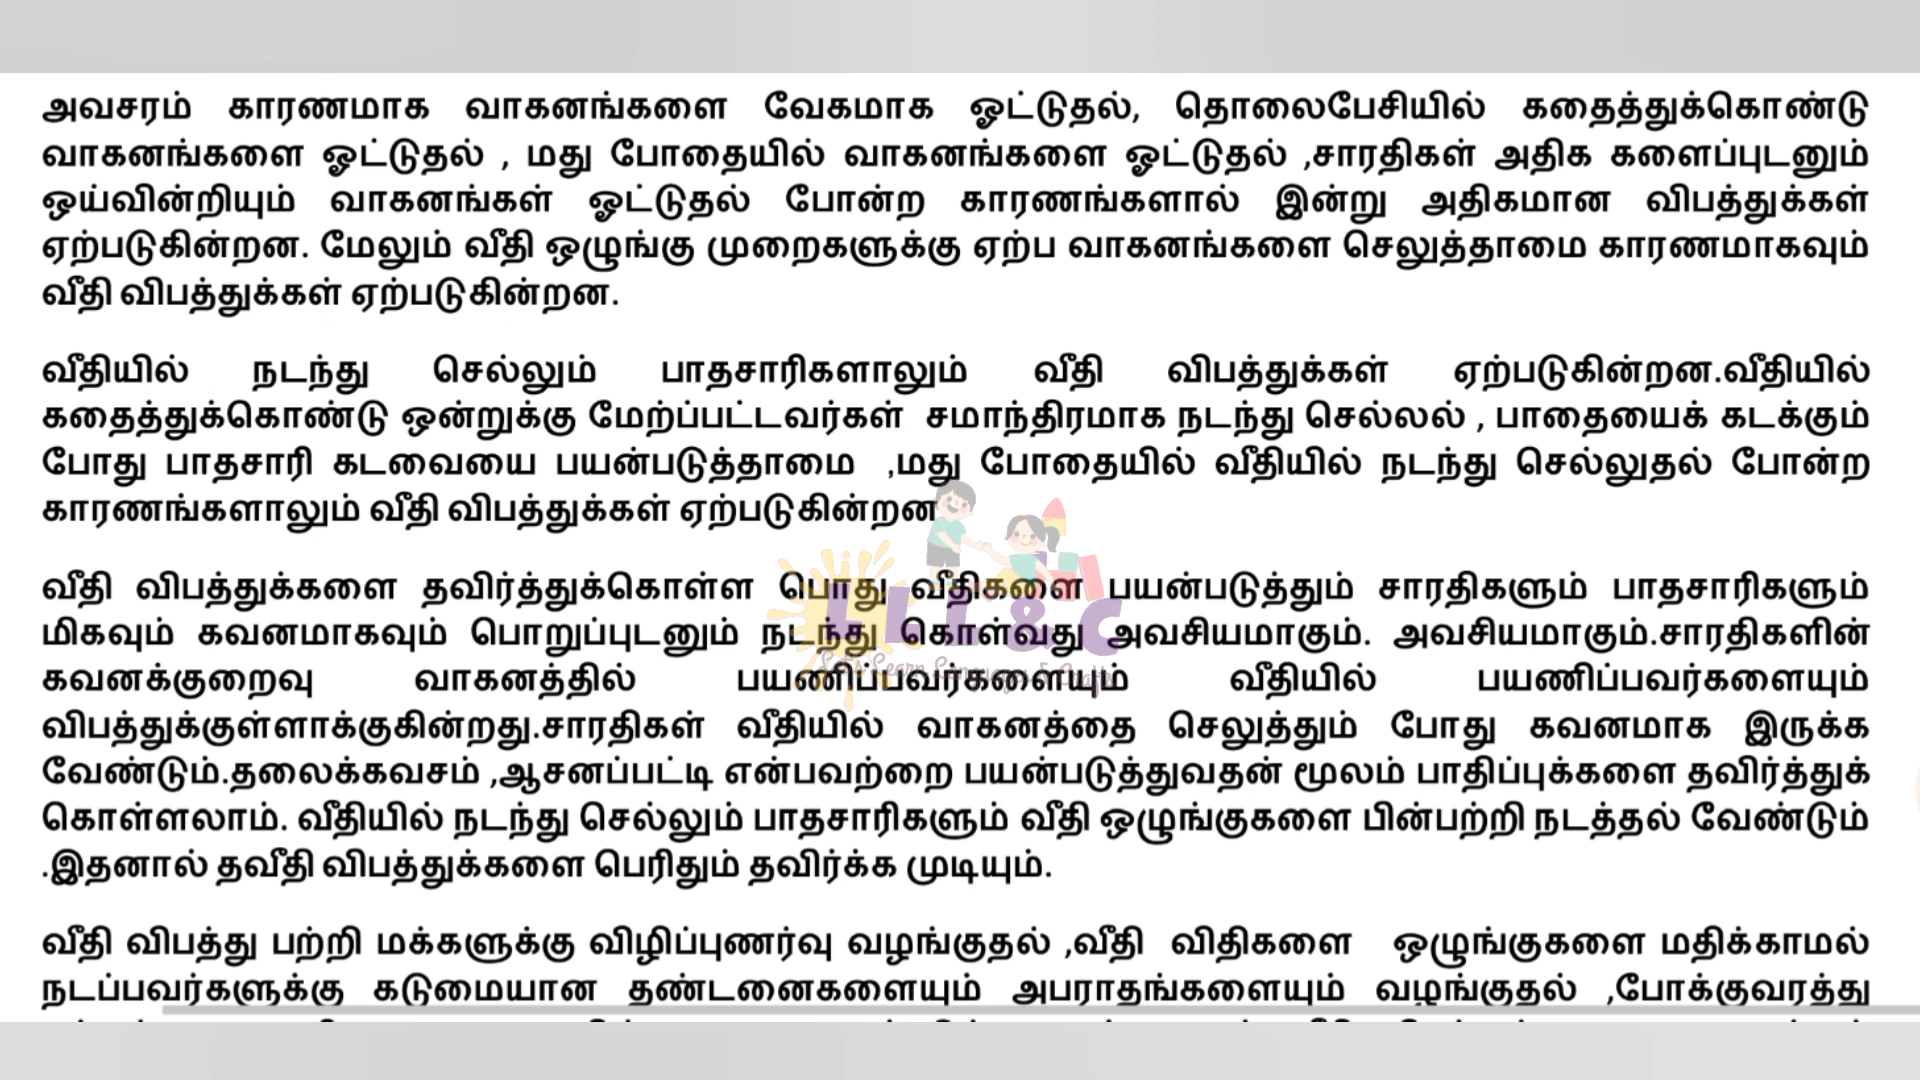 அவசரம் காரணமாக வாகனங்களை வேகமாக ஓட்டுதல், தொலைபேசியில் கதைத்துக்கொண்டு
வாகனங்களை ஓட்டுதல் , மது போதையில் வாகனங்களை ஓட்டுதல் ,சாரதிகள் அதிக களைப்புடனும்
ஒய்வின்றியும் வாகனங்கள் ஓட்டுதல் போன்ற காரணங்களால் இன்று அதிகமான விபத்துக்கள்
ஏற்படுகின்றன. மேலும் வீதி ஒழுங்கு முறைகளுக்கு ஏற்ப வாகனங்களை செலுத்தாமை காரணமாகவும்
வீதி விபத்துக்கள் ஏற்படுகின்றன.
வீதியில் நடந்து செல்லும் பாதசாரிகளாலும் வீதி விபத்துக்கள் ஏற்படுகின்றன.வீதியில்
கதைத்துக்கொண்டு ஒன்றுக்கு மேற்ப்பட்டவர்கள் சமாந்திரமாக நடந்து செல்லல் , பாதையைக் கடக்கும்
போது பாதசாரி கடவையை பயன்படுத்தாமை ,மது போதையில் வீதியில் நடந்து செல்லுதல் போன்ற
காரணங்களாலும் வீதி விபத்துக்கள் ஏற்படுகின்றன
வீதி விபத்துக்களை தவிர்த்துக்கொள்ள பொது வீதிகளை பயன்படுத்தும் சாரதிகளும் பாதசாரிகளும்
மிகவும் கவனமாகவும் பொறுப்புடனும் நடந்து கொள்வது அவசியமாகும். அவசியமாகும்.சாரதிகளின்
கவனக்குறைவு வாகனத்தில் பயணிப்பவர்களையும் வீதியில் பயணிப்பவர்களையும்
விபத்துக்குள்ளாக்குகின்றது.சாரதிகள் வீதியில் வாகனத்தை செலுத்தும் போது கவனமாக இருக்க
வேண்டும்.தலைக்கவசம் ,ஆசனப்பட்டி என்பவற்றை பயன்படுத்துவதன் மூலம் பாதிப்புக்களை தவிர்த்துக்
கொள்ளலாம். வீதியில் நடந்து செல்லும் பாதசாரிகளும் வீதி ஒழுங்குகளை பின்பற்றி நடத்தல் வேண்டும்
.இதனால் தவீதி விபத்துக்களை பெரிதும் தவிர்க்க முடியும்.
வீதி விபத்து பற்றி மக்களுக்கு விழிப்புணர்வு வழங்குதல் ,வீதி விதிகளை ஒழுங்குகளை மதிக்காமல்
நடப்பவர்களுக்கு கடுமையான தண்டனைகளையும் அபராதங்களையும் வழங்குதல் ,போக்குவரத்து
LLL&C
Let's Learn Languages & Crafts